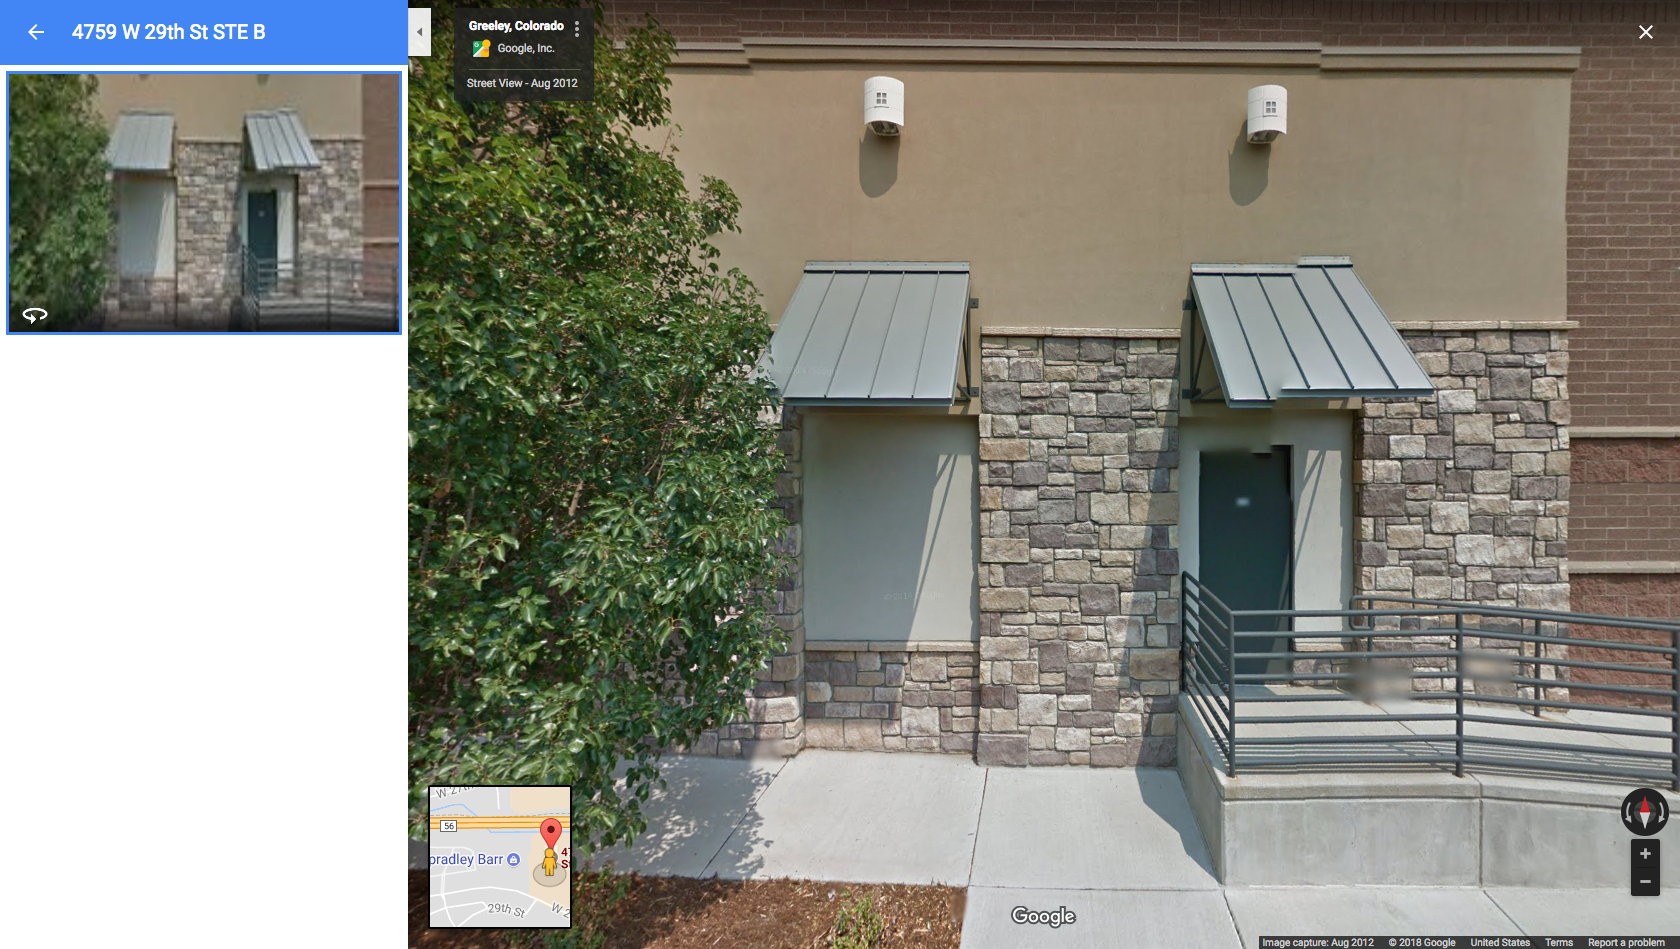 4759 W 29th St STE B
Greeley, Colorado
Google, Inc.
Street View - Aug 2012
56
bradley Barr
29th St
Google
Image capture: Aug 2012 © 2018 Google United States Terms Report a problem